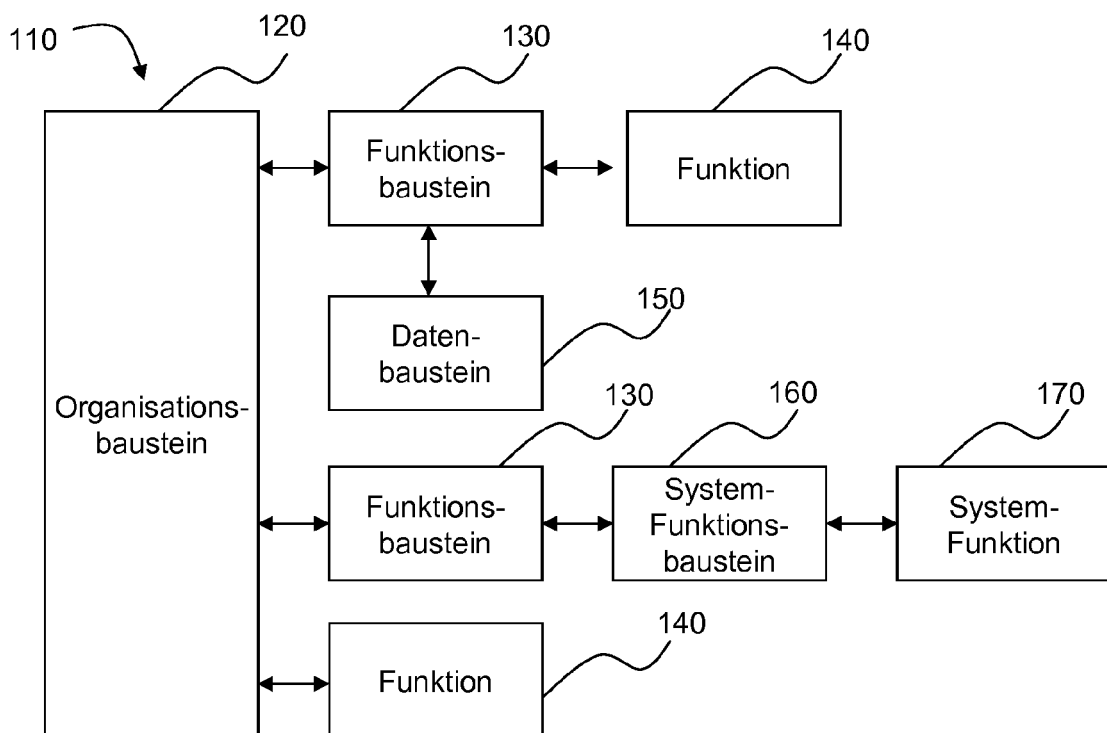 110
120
130
140
Funktions-
baustein
Funktion
150
Daten-
baustein
Organisations-
baustein
130
160
170
Funktions-
baustein
System-
Funktions-
baustein
System-
Funktion
140
Funktion